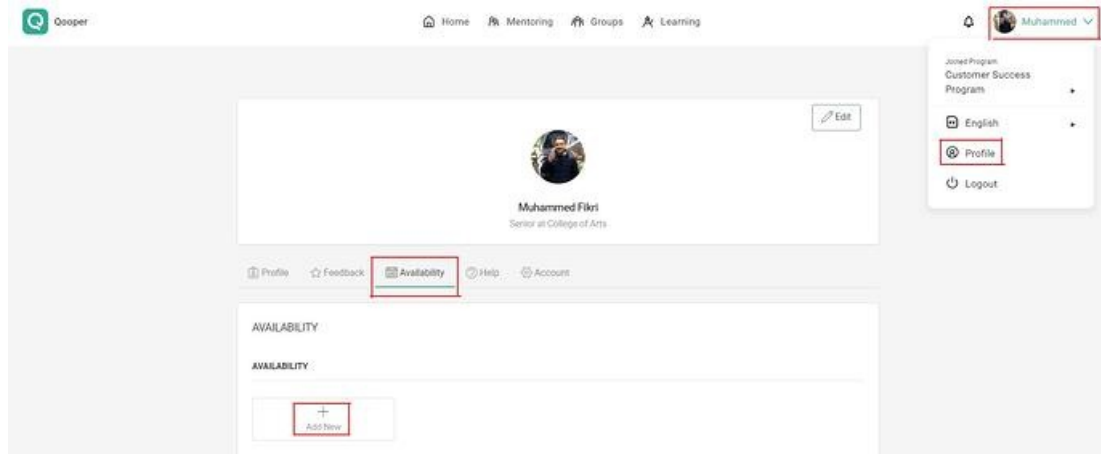 Qooper
Home Mentoring Groups Learning
Muhammed
Joined Program
Customer Success
Program
English
Profile
Logout
Edit
Muhammed Fikri
Senior at College of Arts
Profile Feedback Availability Help Account
AVAILABILITY
AVAILABILITY
Add New